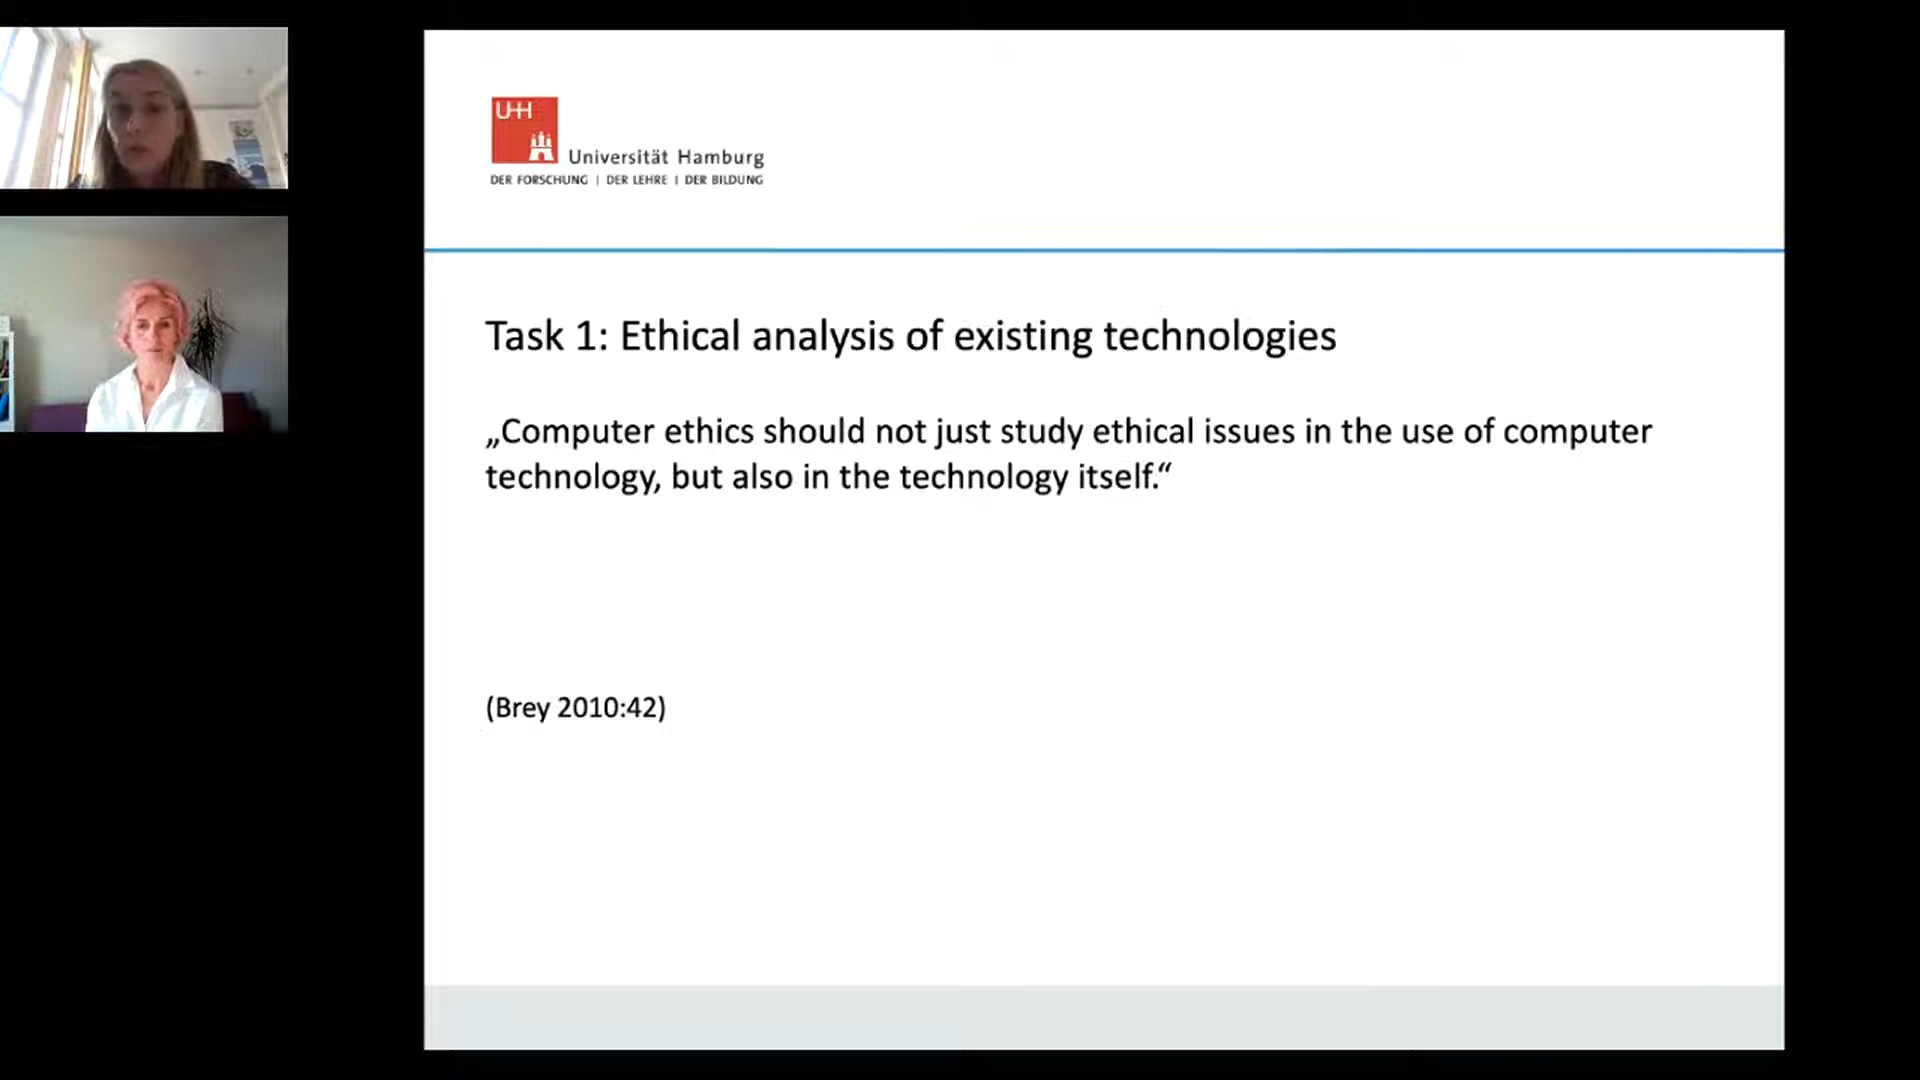 UHH
Universität Hamburg
DER FORSCHUNG | DER LEHRE | DER BILDUNG
Task 1: Ethical analysis of existing technologies
„Computer ethics should not just study ethical issues in the use of computer
technology, but also in the technology itself.“
(Brey 2010:42)